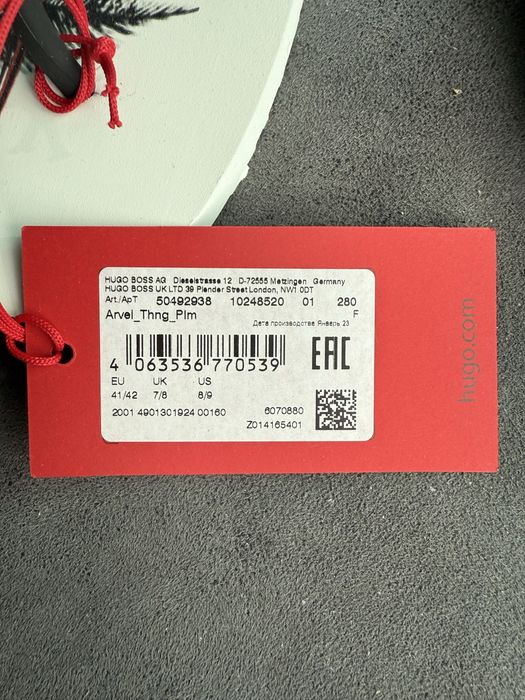 HUGO BOSS AG Dieselstrasse 12 D-72555 Metzingen Germany
HUGO BOSS UK LTD 39 Plender Street London, NW1 0DT
Art./Арт 50492938 10248520 01 280
Arvel_Thng_Plm F
Дата производства Январь 23
4 063536 770539
EAC
EU UK US
41/42 7/8 8/9
2001 4901301924 00160 6070880
Z014165401
hugo.com